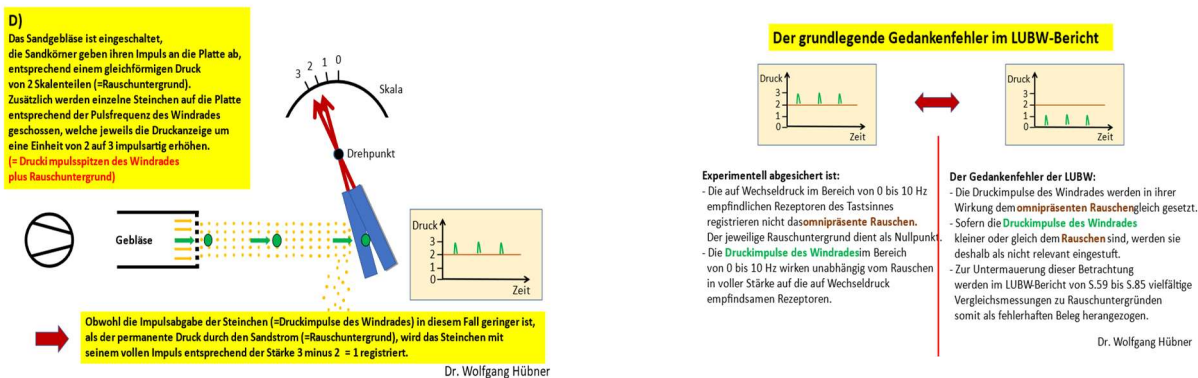 D)
Das Sandgebläse ist eingeschaltet,
die Sandkörner geben ihren Impuls an die Platte ab,
entsprechend einem gleichförmigen Druck
von 2 Skalenteilen (=Rauschuntergrund).
Zusätzlich werden einzelne Steinchen auf die Platte
entsprechend der Pulsfrequenz des Windrades
geschossen, welche jeweils die Druckanzeige um
eine Einheit von 2 auf 3 impulsartig erhöhen.
(= Druckimpulsspitzen des Windrades
plus Rauschuntergrund)
3 2 1 0
Skala
Drehpunkt
Gebläse
Druck
3
2
1
0
Zeit
Obwohl die Impulsabgabe der Steinchen (=Druckimpulse des Windrades) in diesem Fall geringer ist,
als der permanente Druck durch den Sandstrom (=Rauschuntergrund), wird das Steinchen mit
seinem vollen Impuls entsprechend der Stärke 3 minus 2 = 1 registriert.
Dr. Wolfgang Hübner
Der grundlegende Gedankenfehler im LUBW-Bericht
Druck
3
2
1
0
Zeit
Druck
3
2
1
0
Zeit
Experimentell abgesichert ist:
- Die auf Wechseldruck im Bereich von 0 bis 10 Hz
empfindlichen Rezeptoren des Tastsinnes
registrieren nicht das omnipräsente Rauschen.
Der jeweilige Rauschuntergrund dient als Nullpunkt.
- Die Druckimpulse des Windrades im Bereich
von 0 bis 10 Hz wirken unabhängig vom Rauschen
in voller Stärke auf die auf Wechseldruck
empfindsamen Rezeptoren.
Der Gedankenfehler der LUBW:
- Die Druckimpulse des Windrades werden in ihrer
Wirkung dem omnipräsenten Rauschen gleich gesetzt.
- Sofern die Druckimpulse des Windrades
kleiner oder gleich dem Rauschen sind, werden sie
deshalb als nicht relevant eingestuft.
- Zur Untermauerung dieser Betrachtung
werden im LUBW-Bericht von S.59 bis S.85 vielfältige
Vergleichsmessungen zu Rauschuntergründen
somit als fehlerhaften Beleg herangezogen.
Dr. Wolfgang Hübner